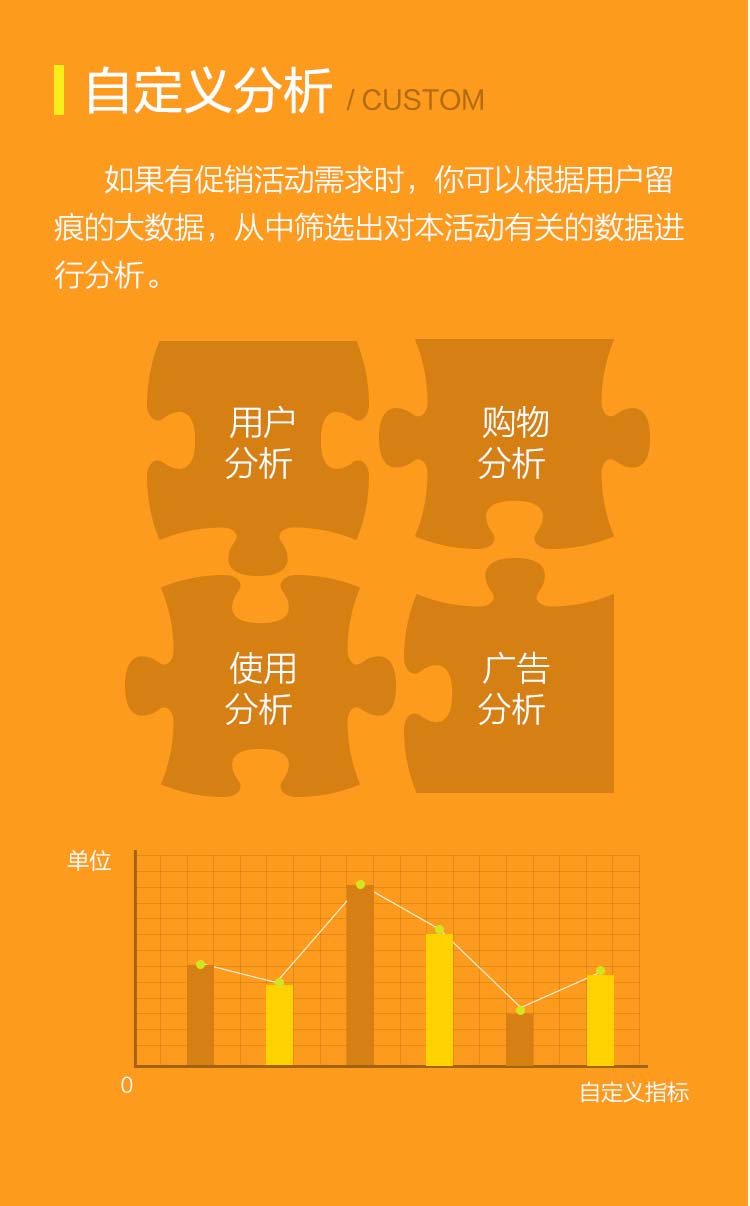 自定义分析 / CUSTOM
如果有促销活动需求时，你可以根据用户留
痕的大数据，从中筛选出对本活动有关的数据进
行分析。
用户
分析
购物
分析
使用
分析
广告
分析
单位
0
自定义指标